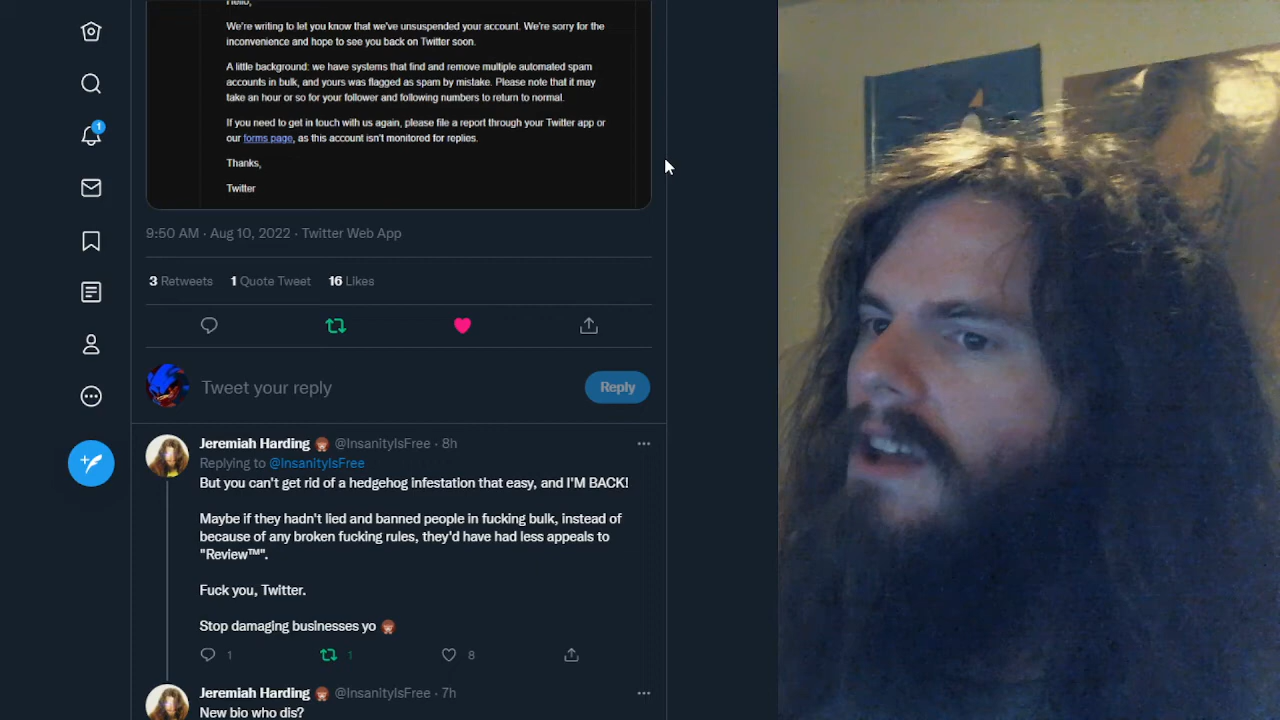 Hello,
We're writing to let you know that we've unsuspended your account. We're sorry for the
inconvenience and hope to see you back on Twitter soon.
A little background: we have systems that find and remove multiple automated spam
accounts in bulk, and yours was flagged as spam by mistake. Please note that it may
take an hour or so for your follower and following numbers to return to normal.
If you need to get in touch with us again, please file a report through your Twitter app or
our forms page, as this account isn't monitored for replies.
Thanks,
Twitter
9:50 AM · Aug 10, 2022 · Twitter Web App
3 Retweets 1 Quote Tweet 16 Likes
Tweet your reply
Reply
1
Jeremiah Harding @InsanityIsFree · 8h
Replying to @InsanityIsFree
But you can't get rid of a hedgehog infestation that easy, and I'M BACK!
Maybe if they hadn't lied and banned people in fucking bulk, instead of
because of any broken fucking rules, they'd have had less appeals to
"Review™".
Fuck you, Twitter.
Stop damaging businesses yo
1 1 8
Jeremiah Harding @InsanityIsFree · 7h
New bio who dis?